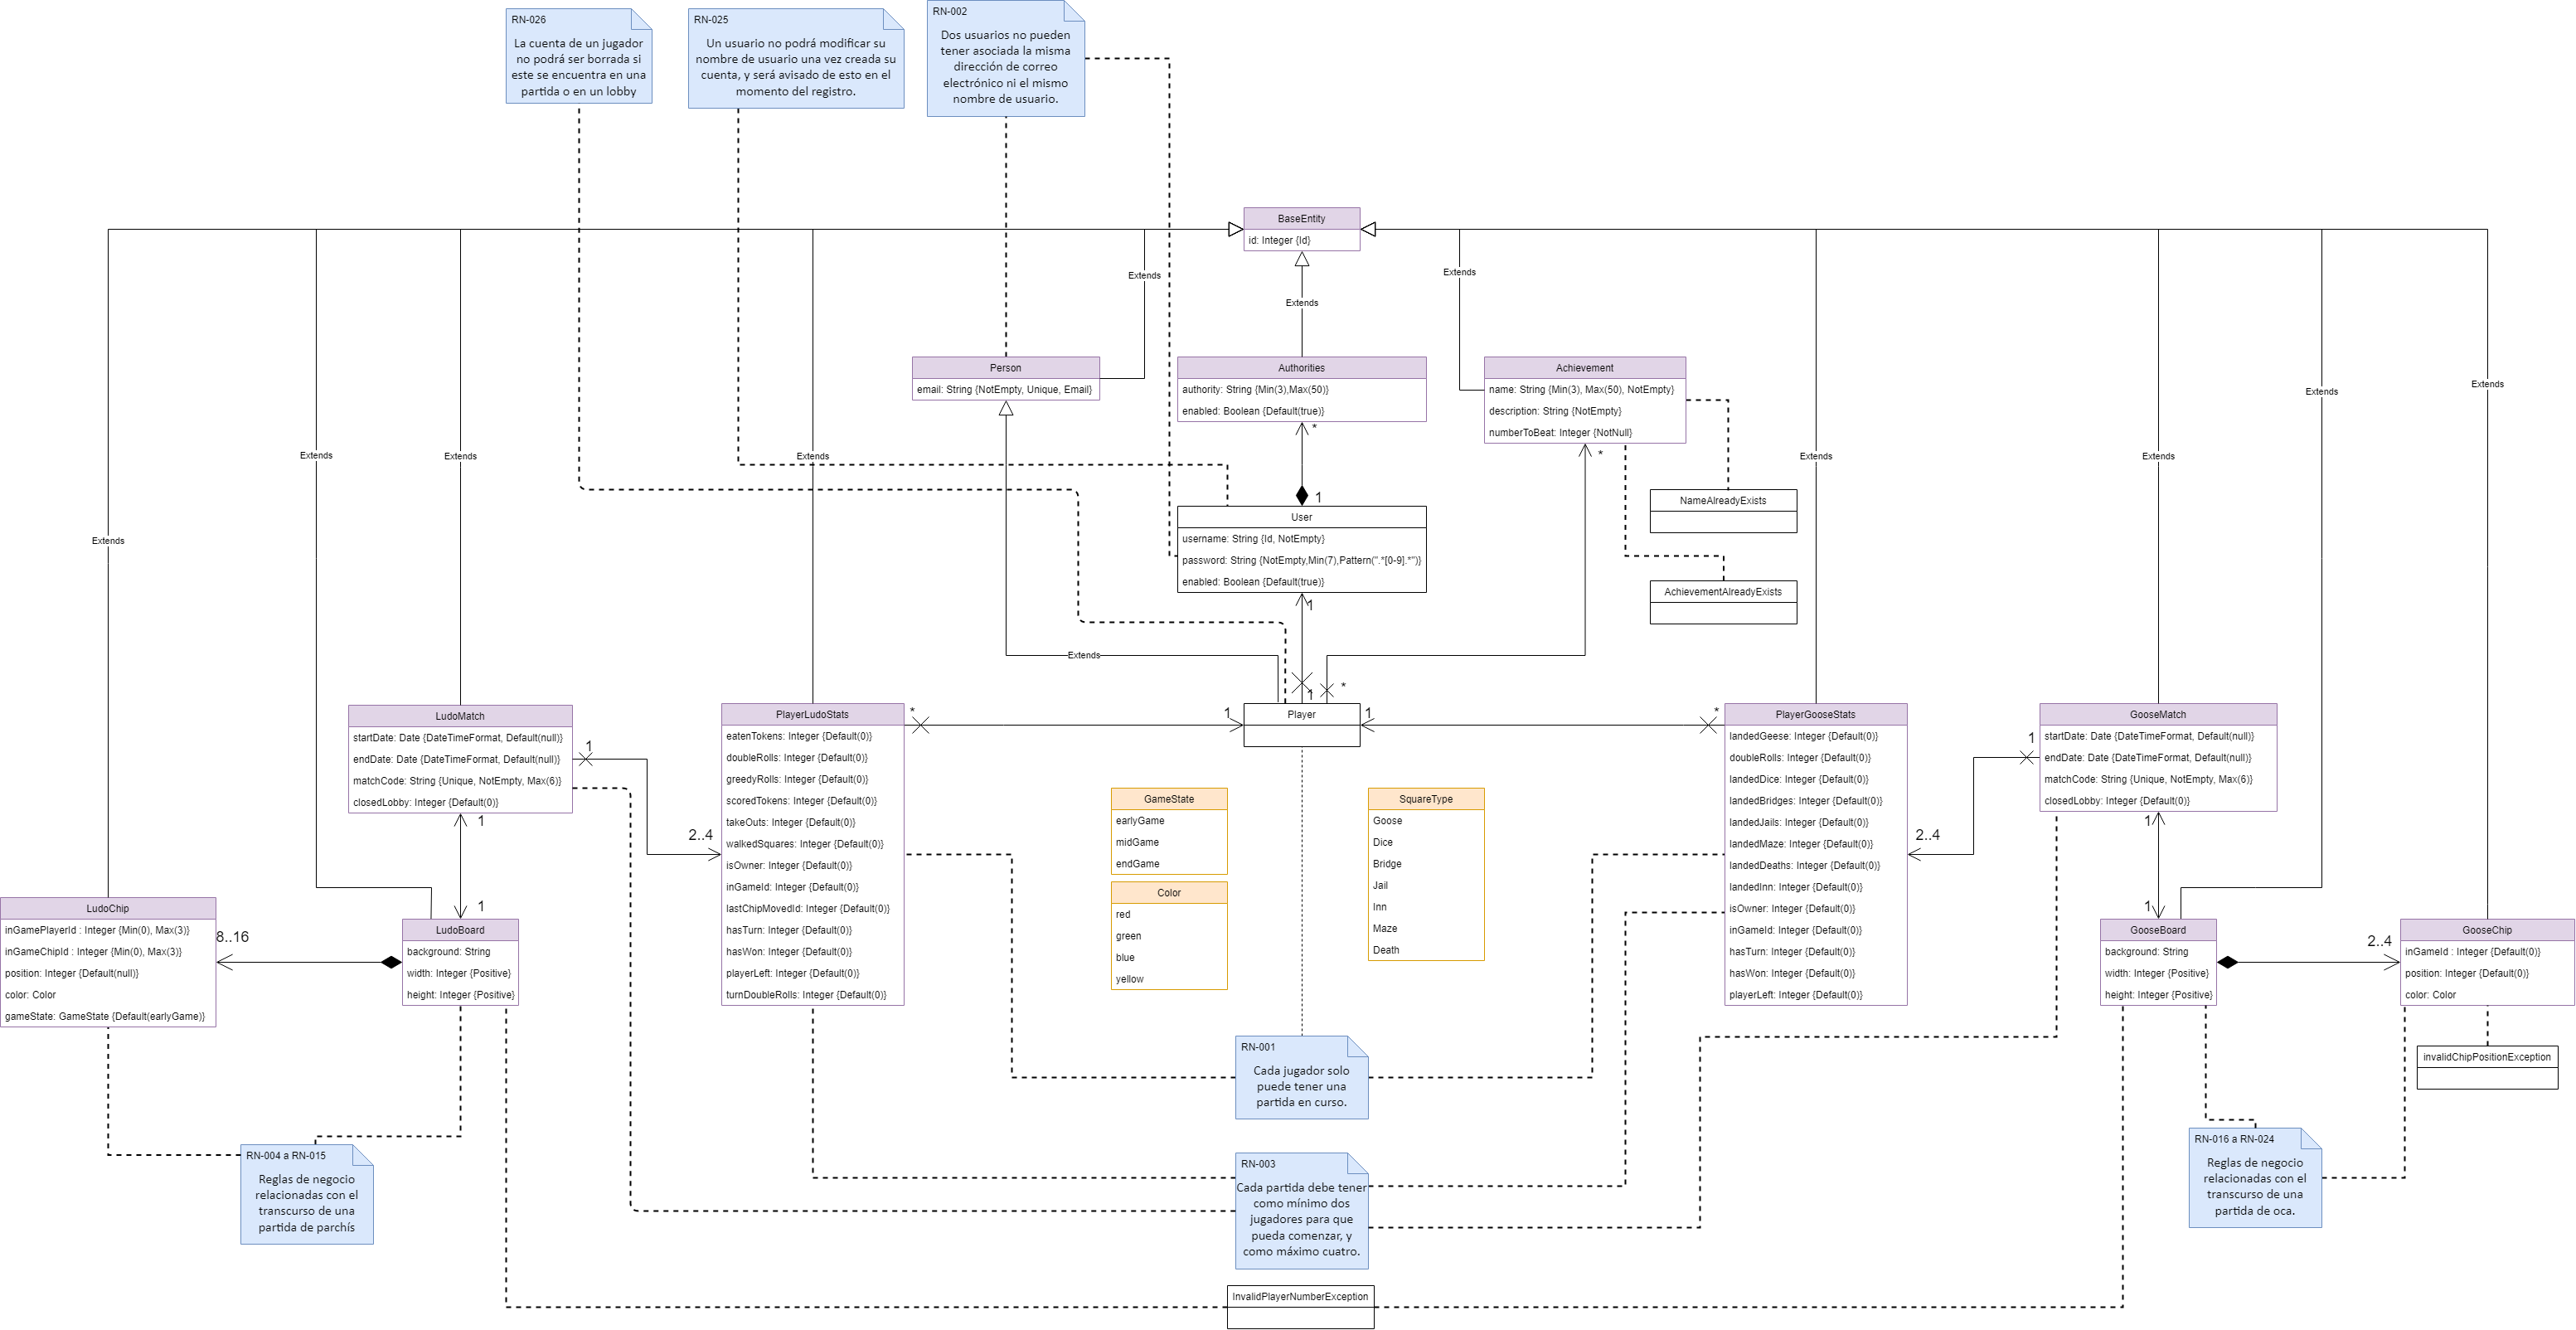 RN-026
La cuenta de un jugador
no podrá ser borrada si
este se encuentra en una
partida o en un lobby
RN-025
Un usuario no podrá modificar su
nombre de usuario una vez creada su
cuenta, y será avisado de esto en el
momento del registro.
RN-002
Dos usuarios no pueden
tener asociada la misma
dirección de correo
electrónico ni el mismo
nombre de usuario.
BaseEntity
id: Integer {Id}
Extends
Extends
Extends
Extends
Extends
Extends
Extends
Extends
Extends
Extends
Extends
Extends
Person
email: String {NotEmpty, Unique, Email}
Authorities
authority: String {Min(3),Max(50)}
enabled: Boolean {Default(true)}
*
1
Achievement
name: String {Min(3), Max(50), NotEmpty}
description: String {NotEmpty}
numberToBeat: Integer {NotNull}
*
NameAlreadyExists
AchievementAlreadyExists
User
username: String {Id, NotEmpty}
password: String {NotEmpty,Min(7),Pattern(".*[0-9].*")}
enabled: Boolean {Default(true)}
1
1
*
Player
LudoMatch
startDate: Date {DateTimeFormat, Default(null)}
endDate: Date {DateTimeFormat, Default(null)}
matchCode: String {Unique, NotEmpty, Max(6)}
closedLobby: Integer {Default(0)}
1
2..4
1
1
PlayerLudoStats
eatenTokens: Integer {Default(0)}
doubleRolls: Integer {Default(0)}
greedyRolls: Integer {Default(0)}
scoredTokens: Integer {Default(0)}
takeOuts: Integer {Default(0)}
walkedSquares: Integer {Default(0)}
isOwner: Integer {Default(0)}
inGameId: Integer {Default(0)}
lastChipMovedId: Integer {Default(0)}
hasTurn: Integer {Default(0)}
hasWon: Integer {Default(0)}
playerLeft: Integer {Default(0)}
turnDoubleRolls: Integer {Default(0)}
*
1
1
*
PlayerGooseStats
landedGeese: Integer {Default(0)}
doubleRolls: Integer {Default(0)}
landedDice: Integer {Default(0)}
landedBridges: Integer {Default(0)}
landedJails: Integer {Default(0)}
landedMaze: Integer {Default(0)}
landedDeaths: Integer {Default(0)}
landedInn: Integer {Default(0)}
isOwner: Integer {Default(0)}
inGameId: Integer {Default(0)}
hasTurn: Integer {Default(0)}
hasWon: Integer {Default(0)}
playerLeft: Integer {Default(0)}
GooseMatch
startDate: Date {DateTimeFormat, Default(null)}
endDate: Date {DateTimeFormat, Default(null)}
matchCode: String {Unique, NotEmpty, Max(6)}
closedLobby: Integer {Default(0)}
1
2..4
1
1
GameState
earlyGame
midGame
endGame
Color
red
green
blue
yellow
SquareType
Goose
Dice
Bridge
Jail
Inn
Maze
Death
LudoChip
inGamePlayerId : Integer {Min(0), Max(3)}
inGameChipId : Integer {Min(0), Max(3)}
position: Integer {Default(null)}
color: Color
gameState: GameState {Default(earlyGame)}
8..16
LudoBoard
background: String
width: Integer {Positive}
height: Integer {Positive}
GooseBoard
background: String
width: Integer {Positive}
height: Integer {Positive}
2..4
GooseChip
inGameId : Integer {Default(0)}
position: Integer {Default(0)}
color: Color
invalidChipPositionException
RN-001
Cada jugador solo
puede tener una
partida en curso.
RN-004 a RN-015
Reglas de negocio
relacionadas con el
transcurso de una
partida de parchís
RN-003
Cada partida debe tener
como mínimo dos
jugadores para que
pueda comenzar, y
como máximo cuatro.
RN-016 a RN-024
Reglas de negocio
relacionadas con el
transcurso de una
partida de oca.
InvalidPlayerNumberException